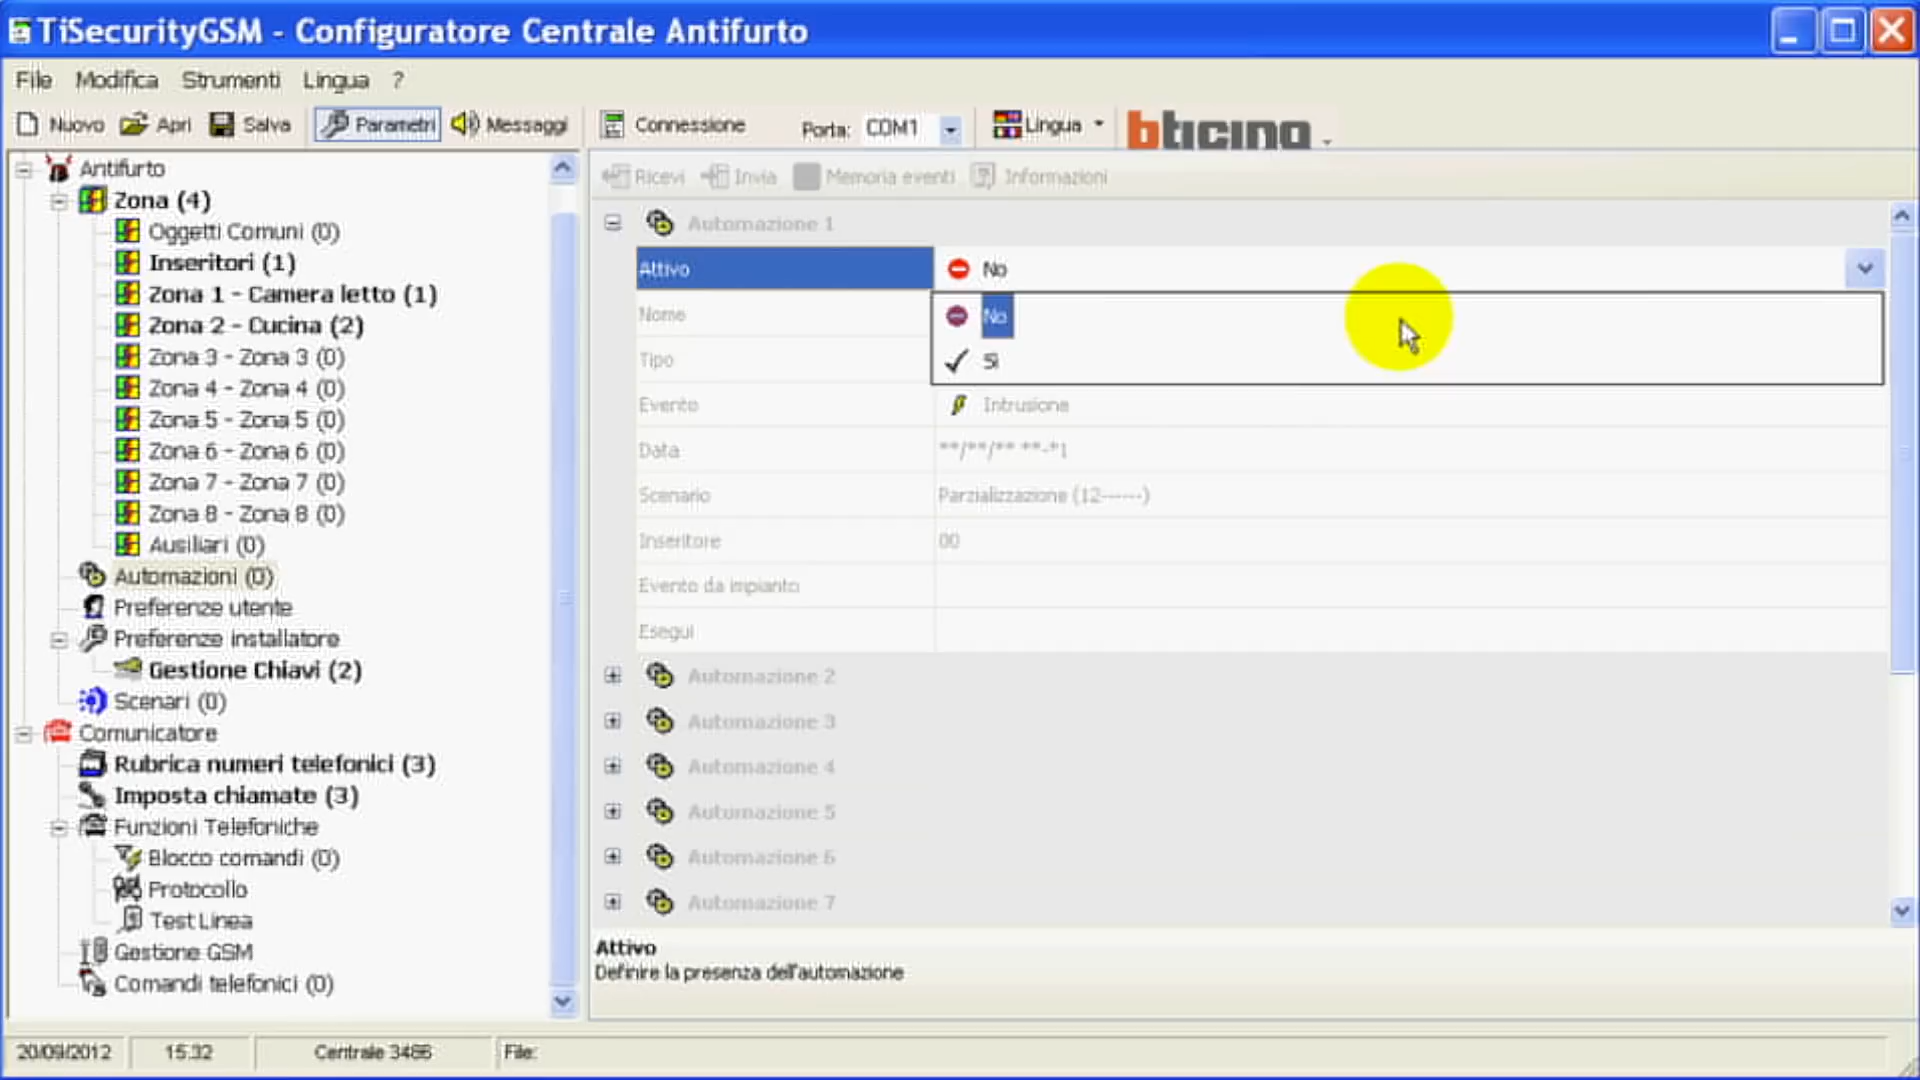 TiSecurityGSM - Configuratore Centrale Antifurto
File Modifica Strumenti Lingua ?
Nuovo Apri Salva Parametri Messaggi Connessione Porta: COM1 Lingua bticino
Antifurto
Zona (4)
Oggetti Comuni (0)
Inseritori (1)
Zona 1 - Camera letto (1)
Zona 2 - Cucina (2)
Zona 3 - Zona 3 (0)
Zona 4 - Zona 4 (0)
Zona 5 - Zona 5 (0)
Zona 6 - Zona 6 (0)
Zona 7 - Zona 7 (0)
Zona 8 - Zona 8 (0)
Ausiliari (0)
Automazioni (0)
Preferenze utente
Preferenze installatore
Gestione Chiavi (2)
Scenari (0)
Comunicatore
Rubrica numeri telefonici (3)
Imposta chiamate (3)
Funzioni Telefoniche
Blocco comandi (0)
Protocollo
Test Linea
Gestione GSM
Comandi telefonici (0)
Ricevi Invia Memoria eventi Informazioni
Automazione 1
Attivo No
No
Si
Nome
Tipo
Evento Intrusione
Data **/**/** **-*1
Scenario Parzializzazione (12------)
Inseritore 00
Evento da impianto
Esegui
Automazione 2
Automazione 3
Automazione 4
Automazione 5
Automazione 6
Automazione 7
Attivo
Definire la presenza dell'automazione
20/09/2012 15.32 Centrale 3486 File: